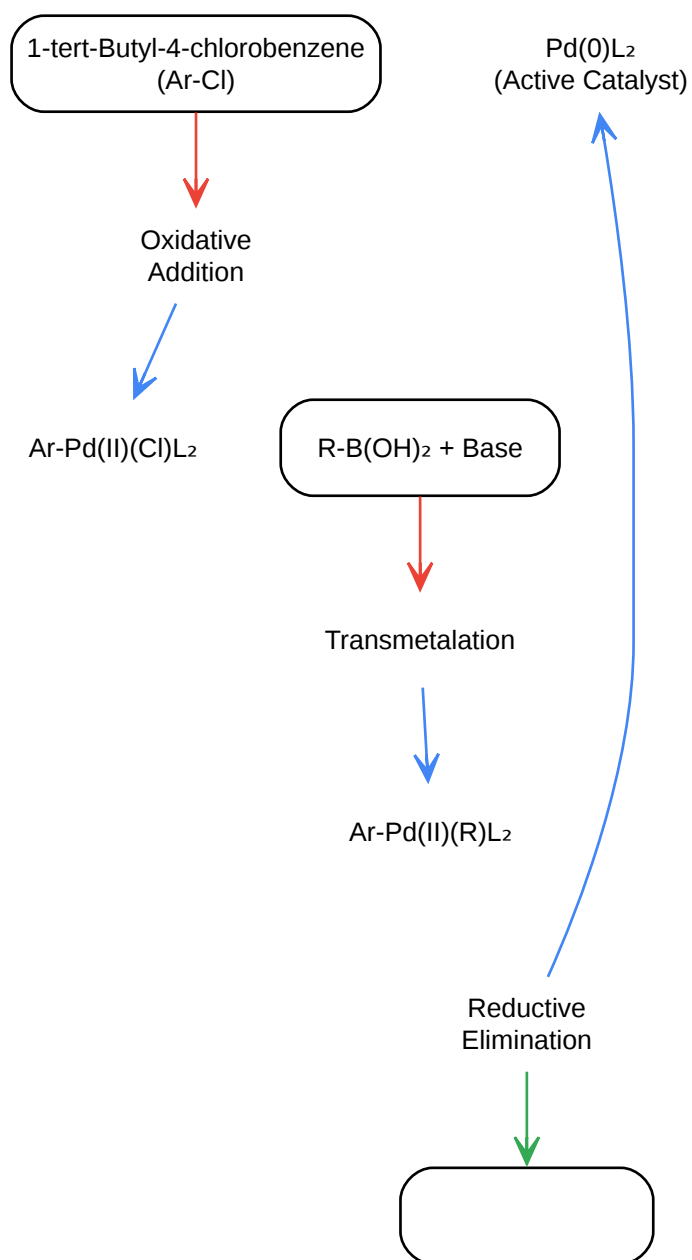 1-tert-Butyl-4-chlorobenzene
(Ar-Cl)
Pd(0)L₂
(Active Catalyst)
Oxidative
Addition
Ar-Pd(II)(Cl)L₂
R-B(OH)₂ + Base
Transmetalation
Ar-Pd(II)(R)L₂
Reductive
Elimination